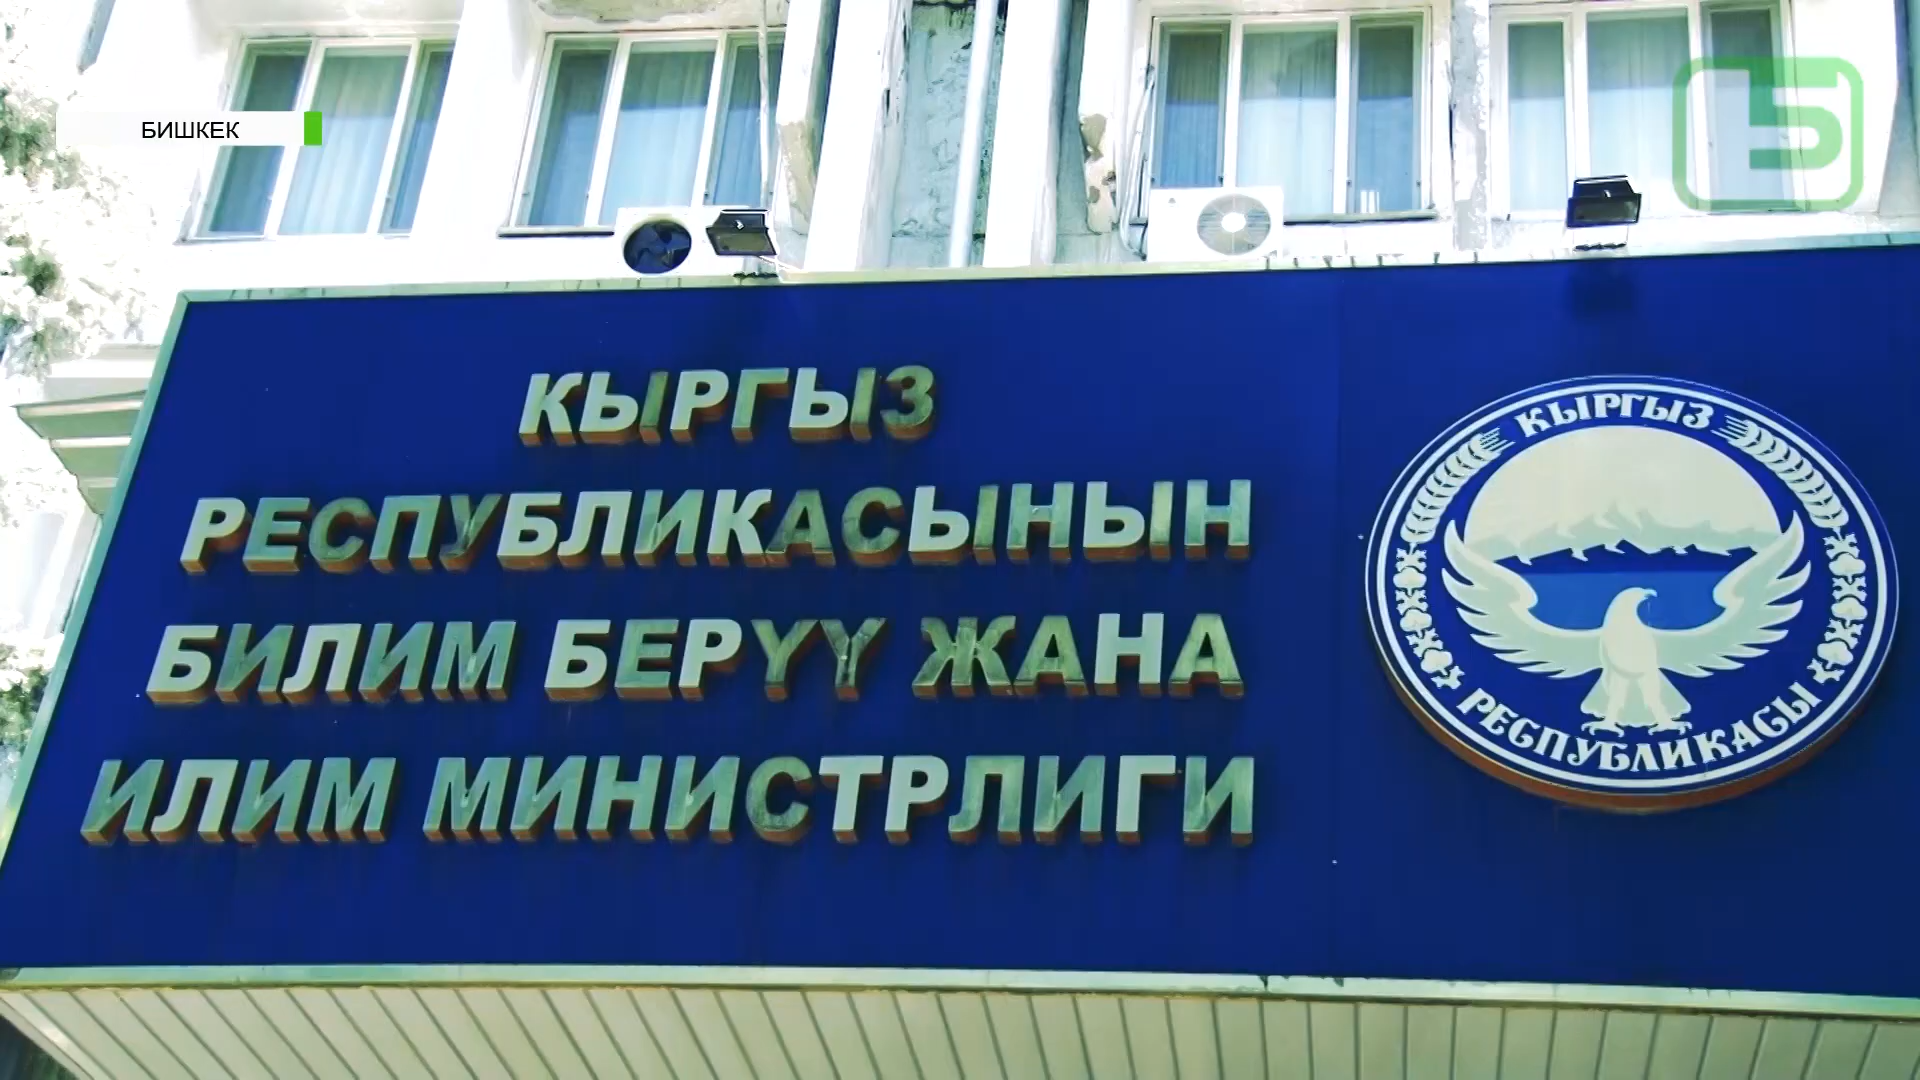 БИШКЕК
Б
КЫРГЫЗ
РЕСПУБЛИКАСЫНЫН
БИЛИМ БЕРҮҮ ЖАНА
ИЛИМ МИНИСТРЛИГИ
КЫРГЫЗ
РЕСПУБЛИКАСЫ